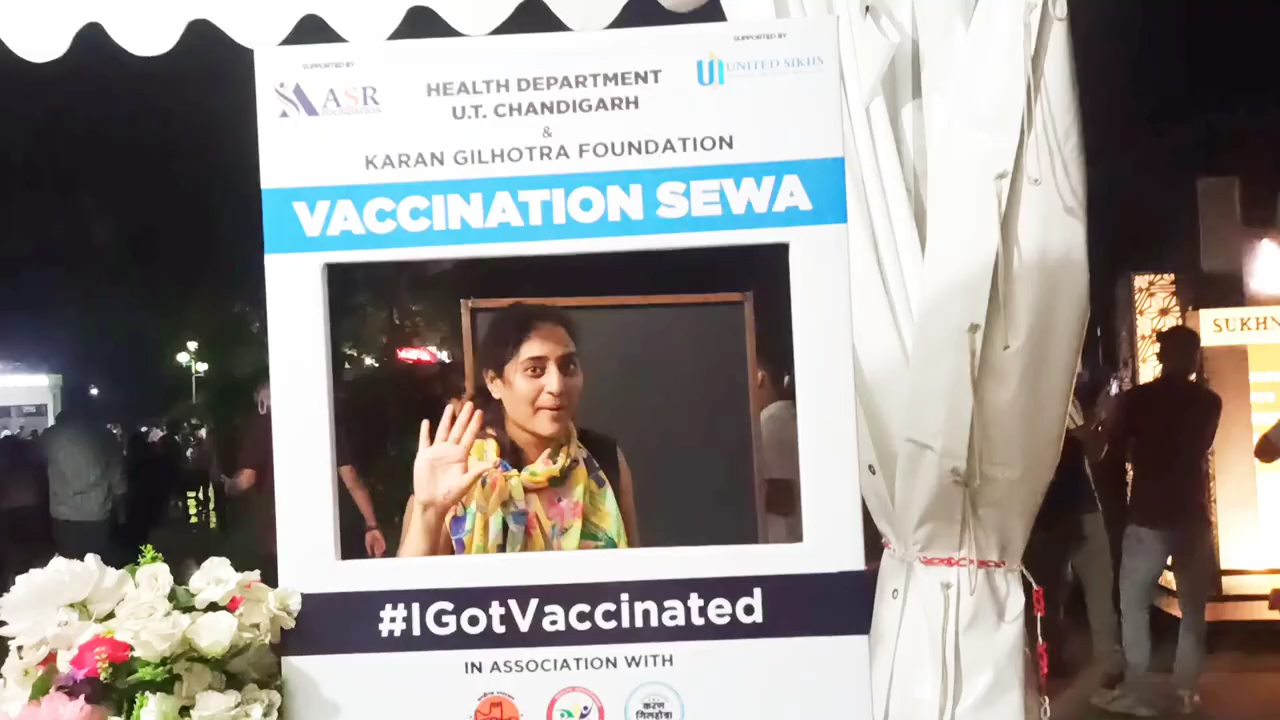 SUPPORTED BY
ASR
FOUNDATION
HEALTH DEPARTMENT
U.T. CHANDIGARH
&
KARAN GILHOTRA FOUNDATION
SUPPORTED BY
UNITED SIKHS
VACCINATION SEWA
SUKHN
#IGotVaccinated
IN ASSOCIATION WITH
करण
गिल्होत्रा